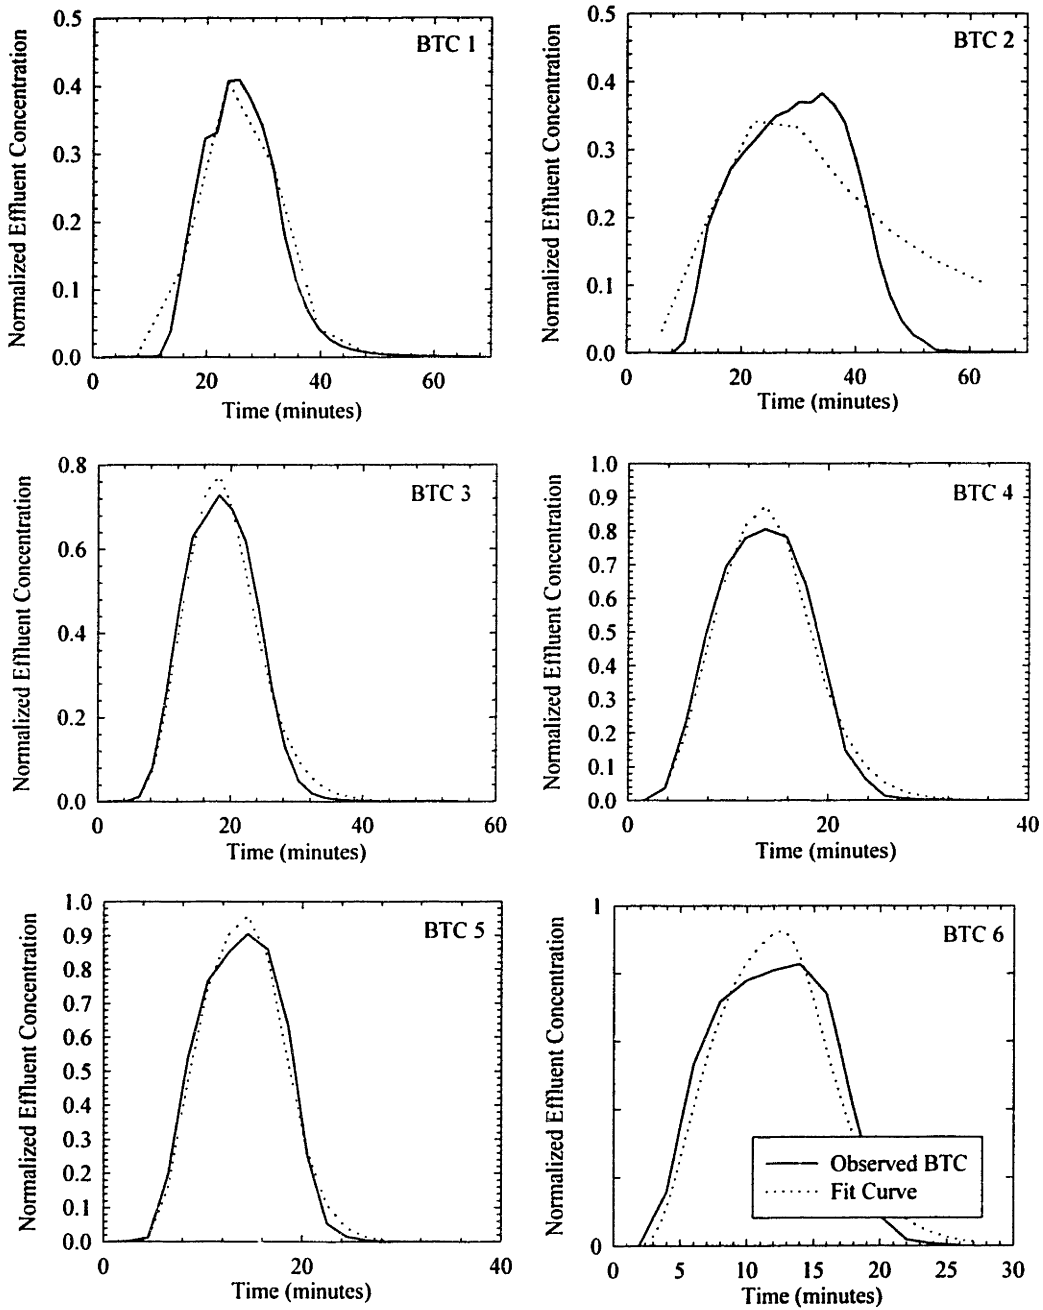 BTC 1
Normalized Effluent Concentration
0.5
0.4
0.3
0.2
0.1
0.0
0 20 40 60
Time (minutes)
BTC 2
Normalized Effluent Concentration
0.5
0.4
0.3
0.2
0.1
0.0
0 20 40 60
Time (minutes)
BTC 3
Normalized Effluent Concentration
0.8
0.6
0.4
0.2
0.0
0 20 40 60
Time (minutes)
BTC 4
Normalized Effluent Concentration
1.0
0.9
0.8
0.7
0.6
0.5
0.4
0.3
0.2
0.1
0.0
0 20 40
Time (minutes)
BTC 5
Normalized Effluent Concentration
1.0
0.9
0.8
0.7
0.6
0.5
0.4
0.3
0.2
0.1
0.0
0 20 40
Time (minutes)
BTC 6
Normalized Effluent Concentration
1
0
Observed BTC
Fit Curve
0 5 10 15 20 25 30
Time (minutes)